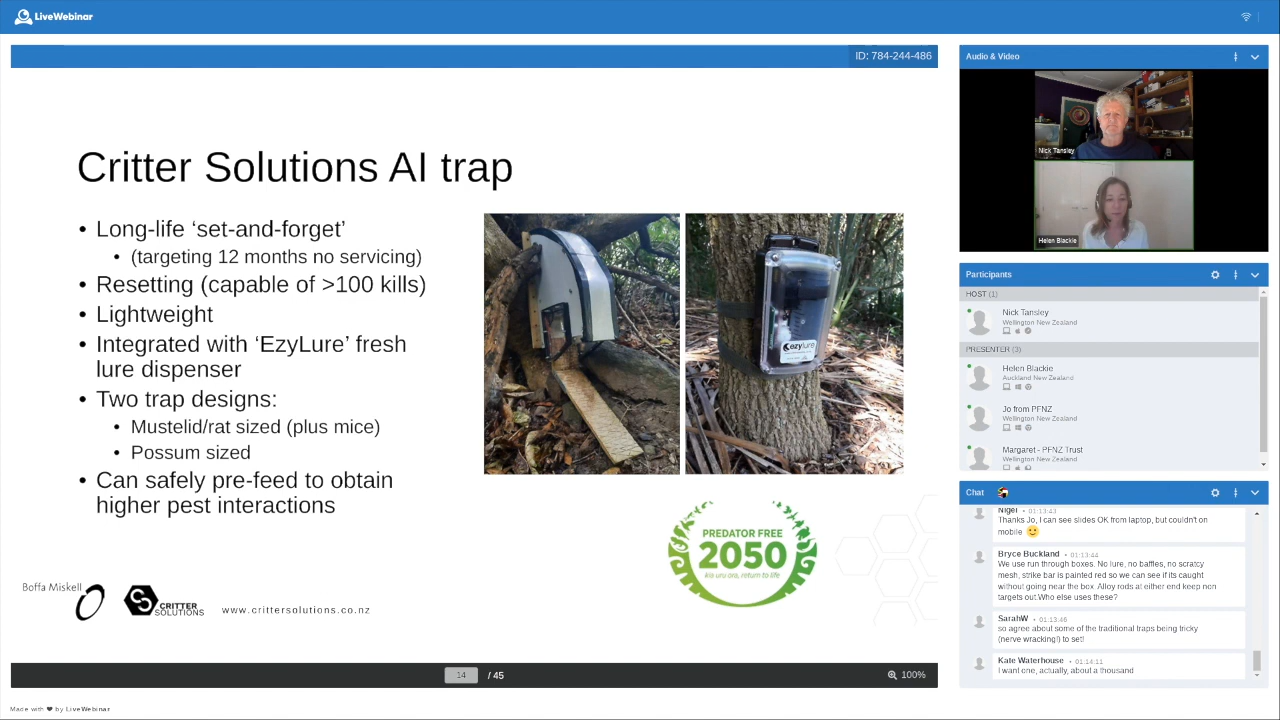 LiveWebinar
ID: 784-244-486
Critter Solutions AI trap
• Long-life ‘set-and-forget’
• (targeting 12 months no servicing)
• Resetting (capable of >100 kills)
• Lightweight
• Integrated with ‘EzyLure’ fresh
lure dispenser
• Two trap designs:
• Mustelid/rat sized (plus mice)
• Possum sized
• Can safely pre-feed to obtain
higher pest interactions
ezylure
PREDATOR FREE
2050
Boffa Miskell
CRITTER
SOLUTIONS
www.crittersolutions.co.nz
14 / 45
100%
Made with ❤ by LiveWebinar
Audio & Video
Nick Tansley
Helen Blackie
Participants
HOST (1)
Nick Tansley
Wellington New Zealand
PRESENTER (3)
Helen Blackie
Auckland New Zealand
Jo from PFNZ
Wellington New Zealand
Margaret - PFNZ Trust
Wellington New Zealand
Chat
Nigel • 01:13:43
Thanks Jo, I can see slides OK from laptop, but couldn't on
mobile 🙂
Bryce Buckland • 01:13:44
We use run through boxes. No lure, no baffles, no scratcy
mesh, strike bar is painted red so we can see if its caught
without going near the box. Alloy rods at either end keep non
targets out.Who else uses these?
SarahW • 01:13:46
so agree about some of the traditional traps being tricky
(nerve wracking!) to set!
Kate Waterhouse • 01:14:11
I want one, actually, about a thousand